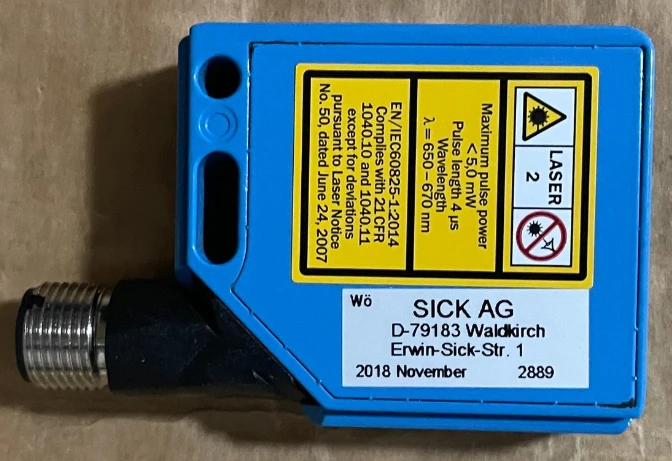 LASER
2
Maximum pulse power
< 5,0 mW
Pulse length 4 µs
Wavelength
λ = 650 – 670 nm
EN/IEC60825-1:2014
Complies with 21 CFR
1040.10 and 1040.11
except for deviations
pursuant to Laser Notice
No. 50, dated June 24, 2007
Wö
SICK AG
D-79183 Waldkirch
Erwin-Sick-Str. 1
2018 November 2889